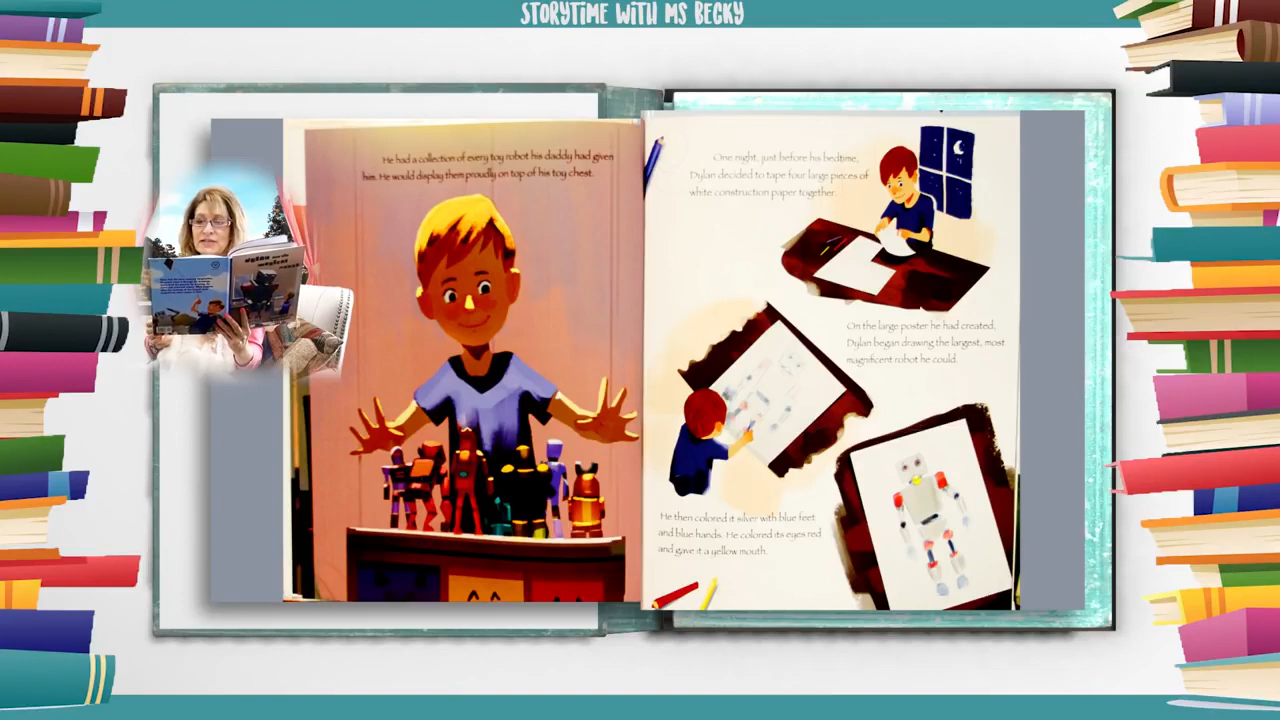 STORYTIME WITH MS BECKY
He had a collection of every toy robot his daddy had given
him. He would display them proudly on top of his toy chest.
One night, just before his bedtime,
Dylan decided to tape four large pieces of
white construction paper together.
On the large poster he had created,
Dylan began drawing the largest, most
magnificent robot he could.
He then colored it silver with blue feet
and blue hands. He colored its eyes red
and gave it a yellow mouth.